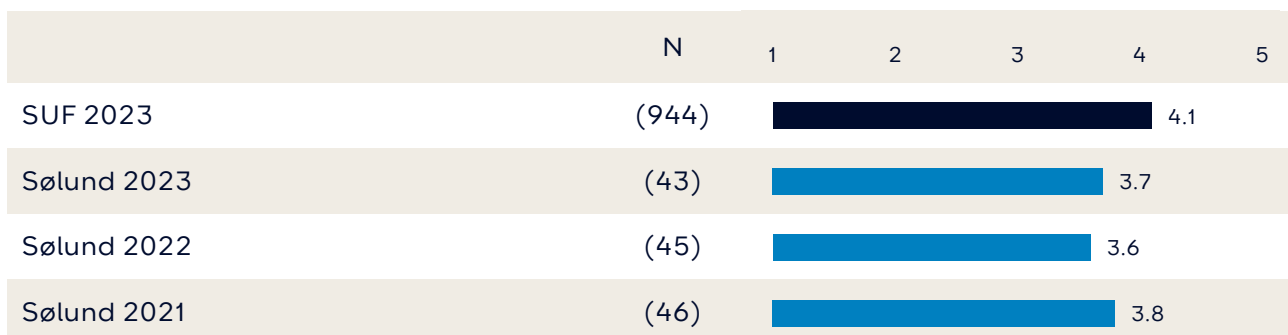 N 1 2 3 4 5
SUF 2023 (944) 4.1
Sølund 2023 (43) 3.7
Sølund 2022 (45) 3.6
Sølund 2021 (46) 3.8